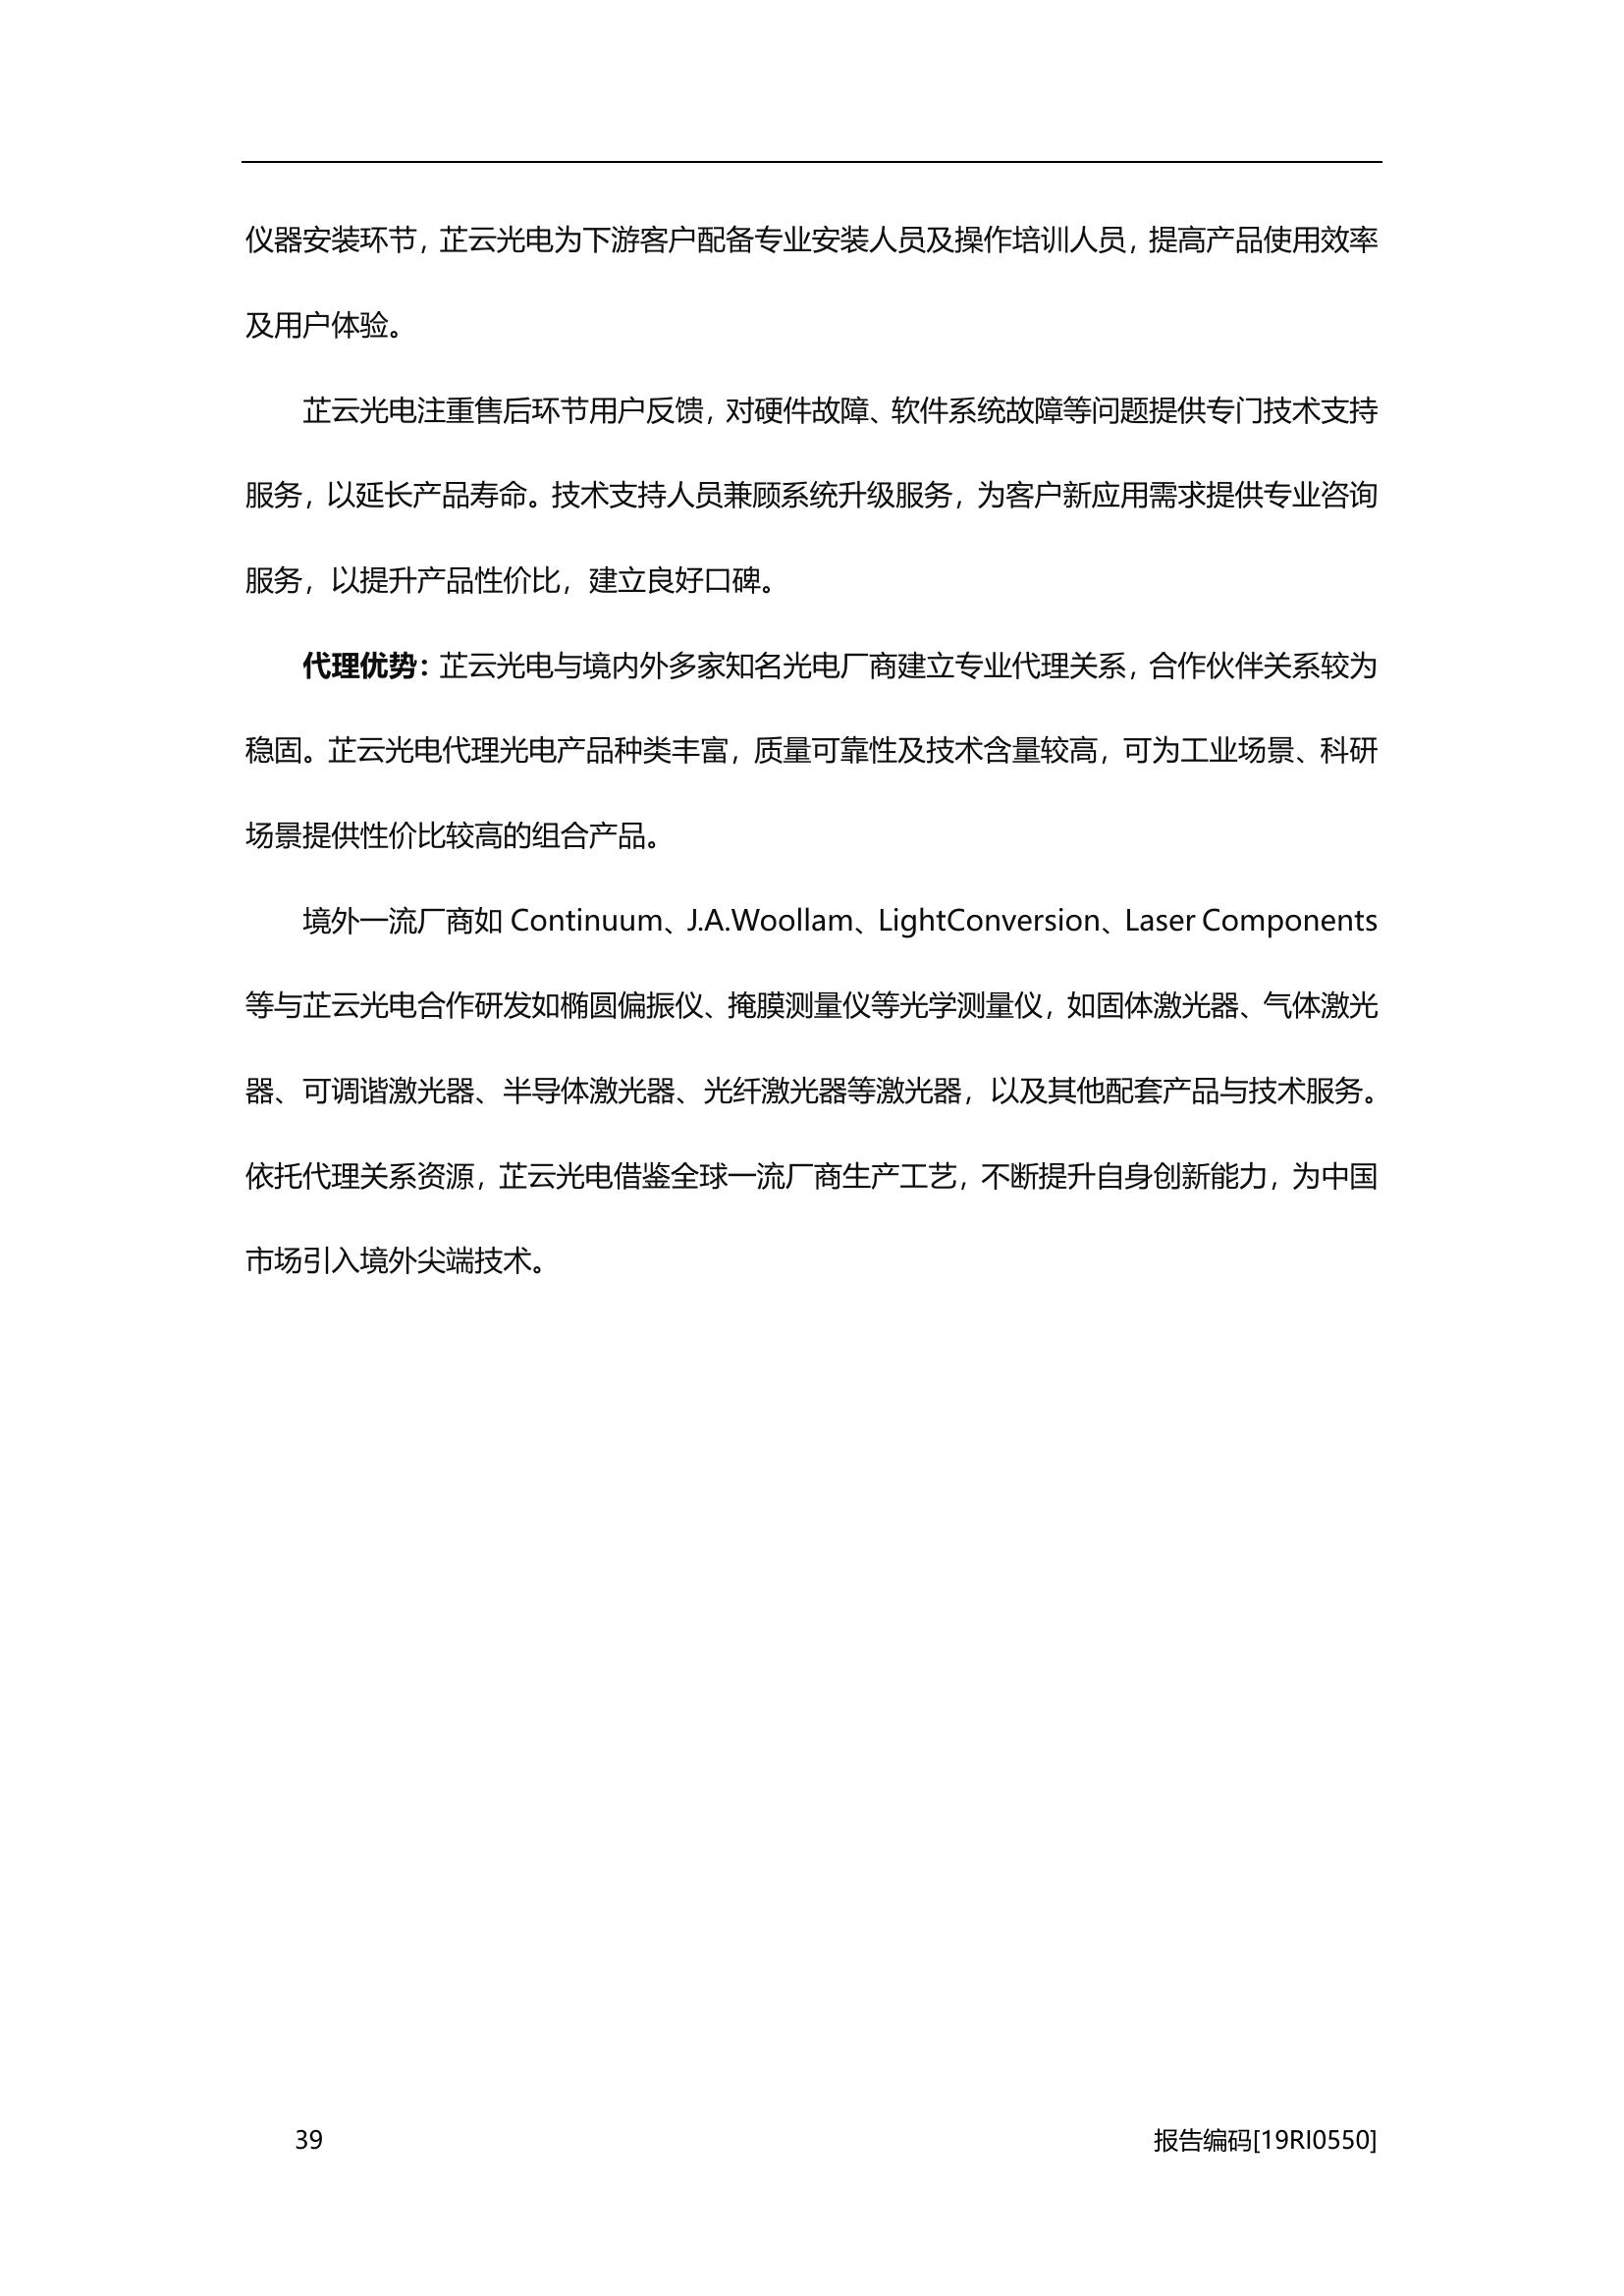 仪器安装环节，芷云光电为下游客户配备专业安装人员及操作培训人员，提高产品使用效率
及用户体验。
芷云光电注重售后环节用户反馈，对硬件故障、软件系统故障等问题提供专门技术支持
服务，以延长产品寿命。技术支持人员兼顾系统升级服务，为客户新应用需求提供专业咨询
服务，以提升产品性价比，建立良好口碑。
代理优势：芷云光电与境内外多家知名光电厂商建立专业代理关系，合作伙伴关系较为
稳固。芷云光电代理光电产品种类丰富，质量可靠性及技术含量较高，可为工业场景、科研
场景提供性价比较高的组合产品。
境外一流厂商如 Continuum、J.A.Woollam、LightConversion、Laser Components
等与芷云光电合作研发如椭圆偏振仪、掩膜测量仪等光学测量仪，如固体激光器、气体激光
器、可调谐激光器、半导体激光器、光纤激光器等激光器，以及其他配套产品与技术服务。
依托代理关系资源，芷云光电借鉴全球一流厂商生产工艺，不断提升自身创新能力，为中国
市场引入境外尖端技术。
39 报告编码[19RI0550]